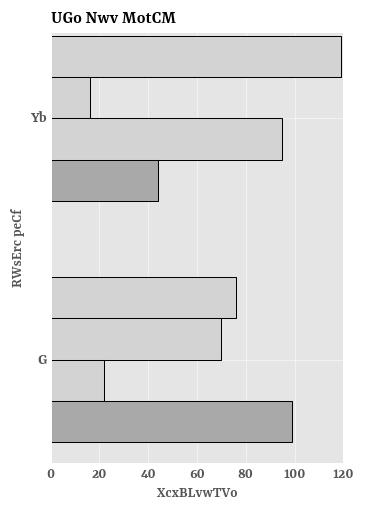 UGo Nwv MotCM
Yb
G
RWsErc peCf
0 20 40 60 80 100 120
XcxBLvwTVo